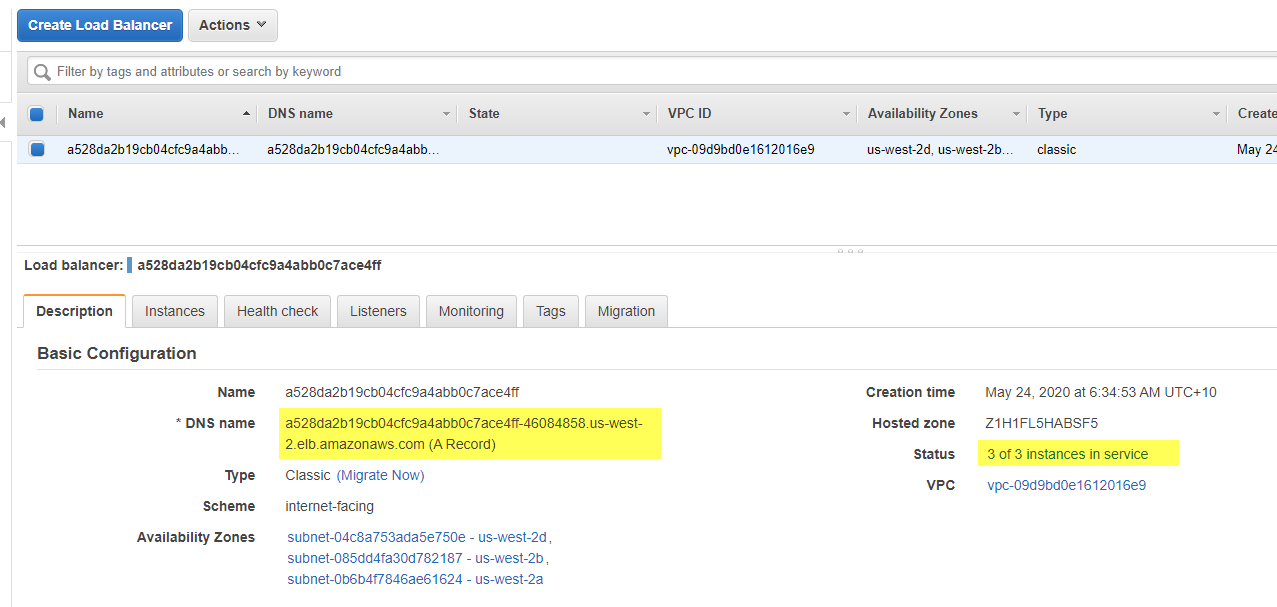 Create Load Balancer Actions
Filter by tags and attributes or search by keyword
Name DNS name State VPC ID Availability Zones Type Create
a528da2b19cb04cfc9a4abb... a528da2b19cb04cfc9a4abb... vpc-09d9bd0e1612016e9 us-west-2d, us-west-2b... classic May 24
Load balancer: a528da2b19cb04cfc9a4abb0c7ace4ff
Description Instances Health check Listeners Monitoring Tags Migration
Basic Configuration
Name a528da2b19cb04cfc9a4abb0c7ace4ff Creation time May 24, 2020 at 6:34:53 AM UTC+10
* DNS name a528da2b19cb04cfc9a4abb0c7ace4ff-46084858.us-west- Hosted zone Z1H1FL5HABSF5
2.elb.amazonaws.com (A Record) Status 3 of 3 instances in service
Type Classic (Migrate Now) VPC vpc-09d9bd0e1612016e9
Scheme internet-facing
Availability Zones subnet-04c8a753ada5e750e - us-west-2d,
subnet-085dd4fa30d782187 - us-west-2b,
subnet-0b6b4f7846ae61624 - us-west-2a